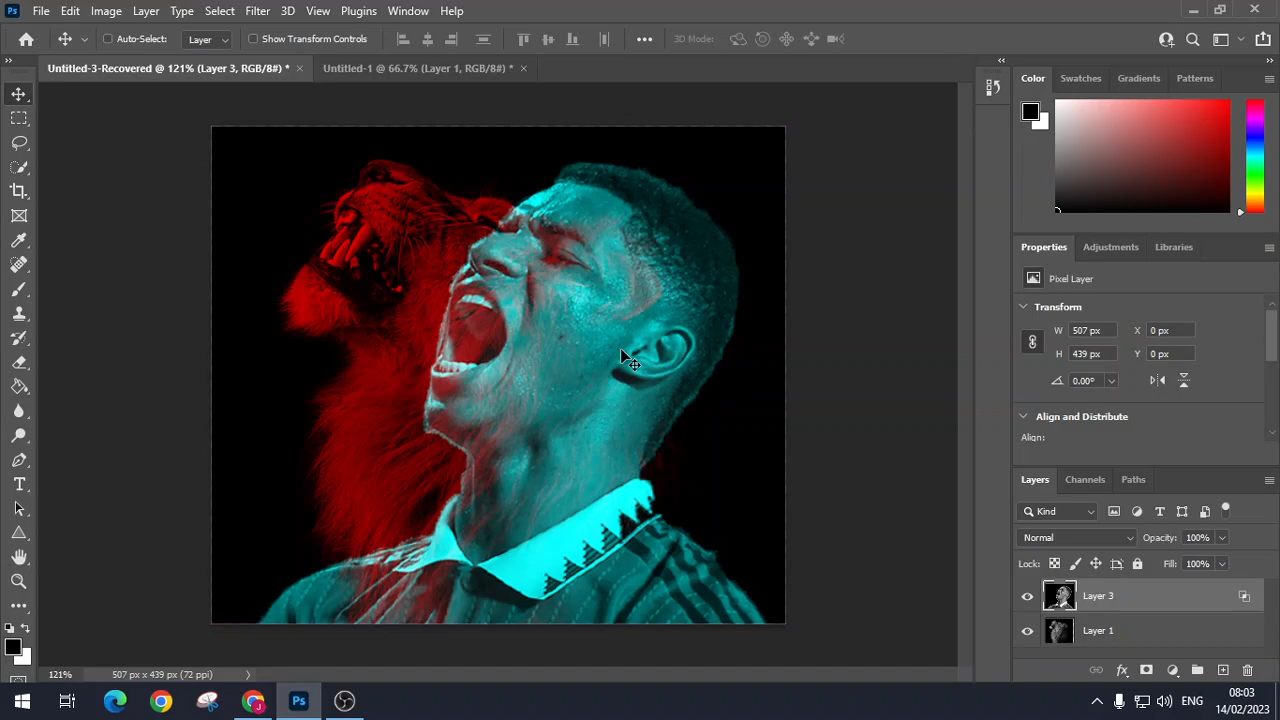 Ps File Edit Image Layer Type Select Filter 3D View Plugins Window Help
Auto-Select: Layer Show Transform Controls 3D Mode:
Untitled-3-Recovered @ 121% (Layer 3, RGB/8#) * Untitled-1 @ 66.7% (Layer 1, RGB/8#) *
Color Swatches Gradients Patterns
Properties Adjustments Libraries
Pixel Layer
Transform
W 507 px X 0 px
H 439 px Y 0 px
0.00°
Align and Distribute
Align:
Layers Channels Paths
Kind
Normal Opacity: 100%
Lock: Fill: 100%
Layer 3
Layer 1
fx
121% 507 px x 439 px (72 ppi)
J Ps ENG
08:03
14/02/2023